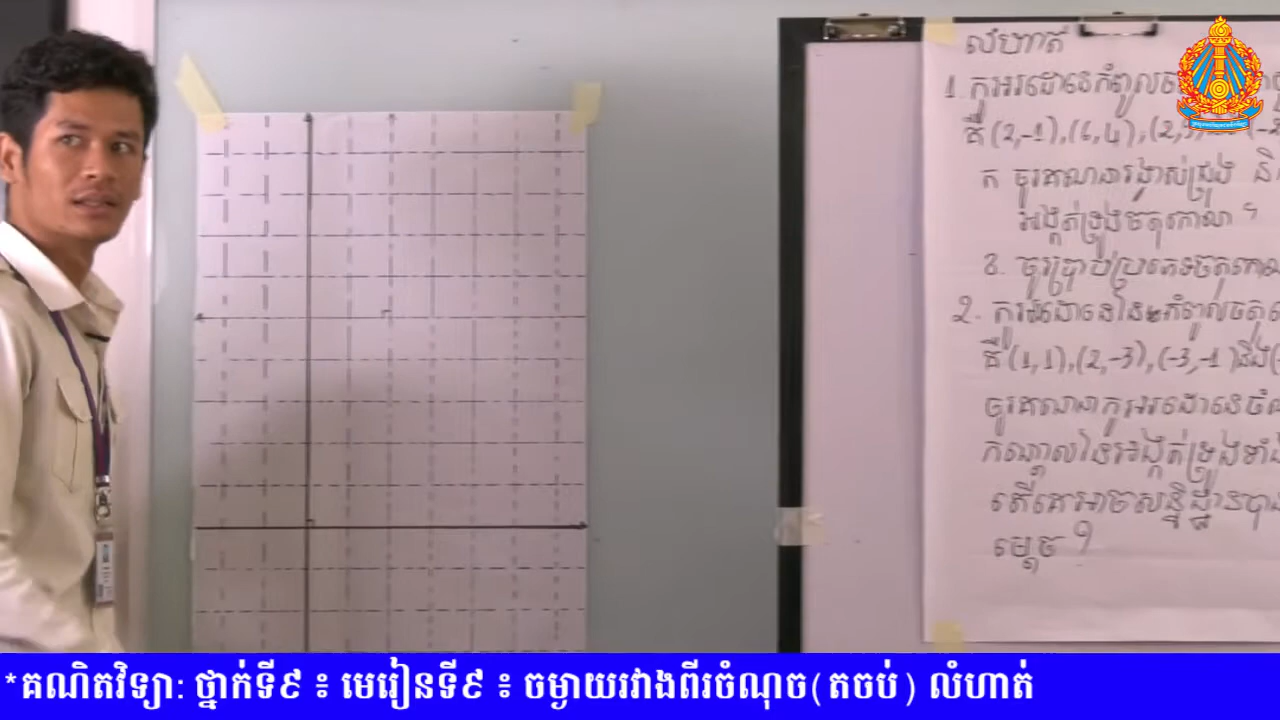 លំហាត់
1. កូអរដោនេកំពូលច
គឺ (2,-1),(6,4),(2,
ក ចូរគណនារង្វាស់ជ្រុង និ
អង្កត់ទ្រូងចតុកោណ។
ខ. ចូរប្រាប់ប្រភេទចតុកោណ
2. កូអរដោនេនៃកំពូលចតុ
គឺ (1,1),(2,-3),(-3,-1) និង(
ចូរគណនាកូអរដោនេចំណ
កណ្តាលនៃអង្កត់ទ្រូងទាំង
តើគេអាចសន្និដ្ឋានបាន
ម្តេច ?
*គណិតវិទ្យា: ថ្នាក់ទី៩ ៖ មេរៀនទី៩ ៖ ចម្ងាយរវាងពីរចំណុច(តចប់) លំហាត់